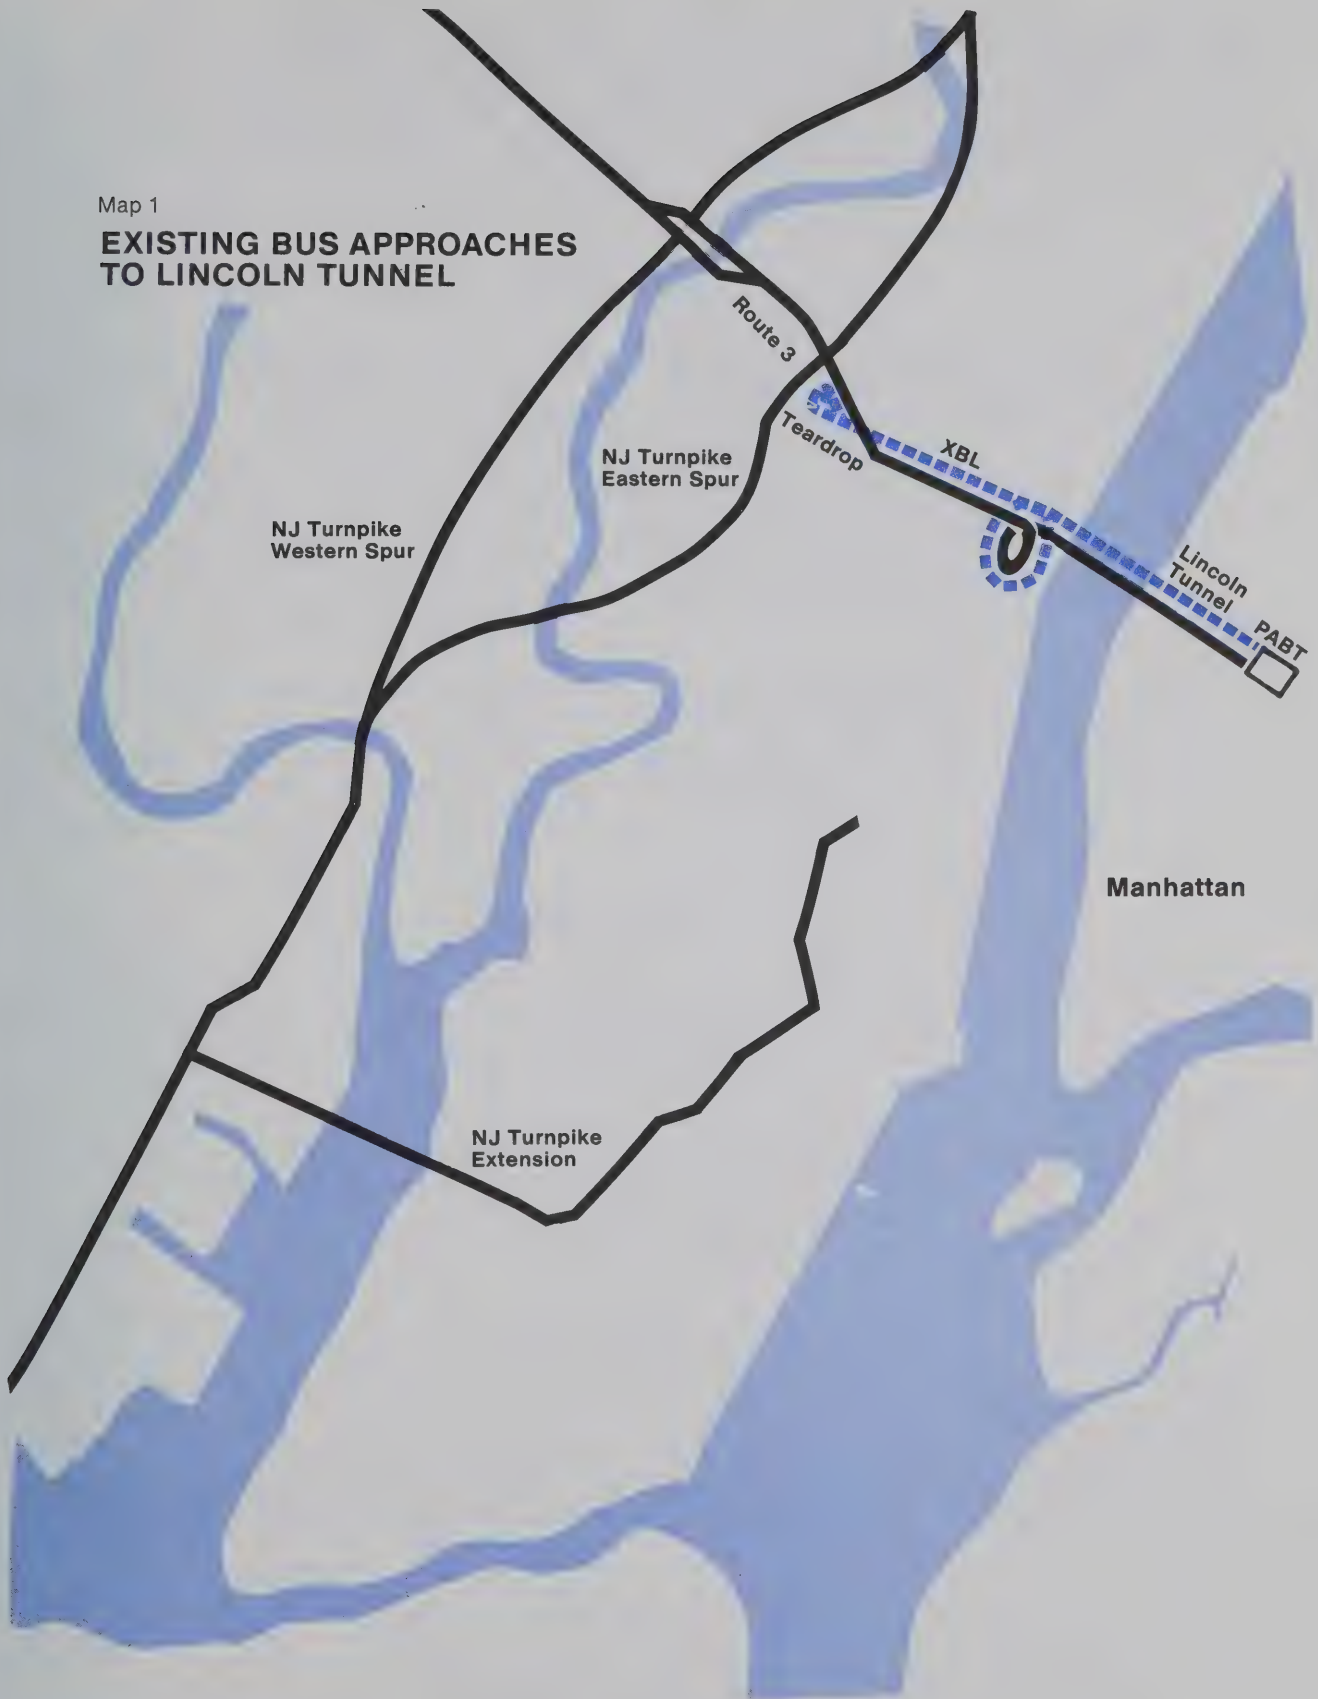 Map 1
EXISTING BUS APPROACHES
TO LINCOLN TUNNEL
Route 3
Teardrop
XBL
NJ Turnpike
Eastern Spur
NJ Turnpike
Western Spur
Lincoln
Tunnel
PABT
Manhattan
NJ Turnpike
Extension